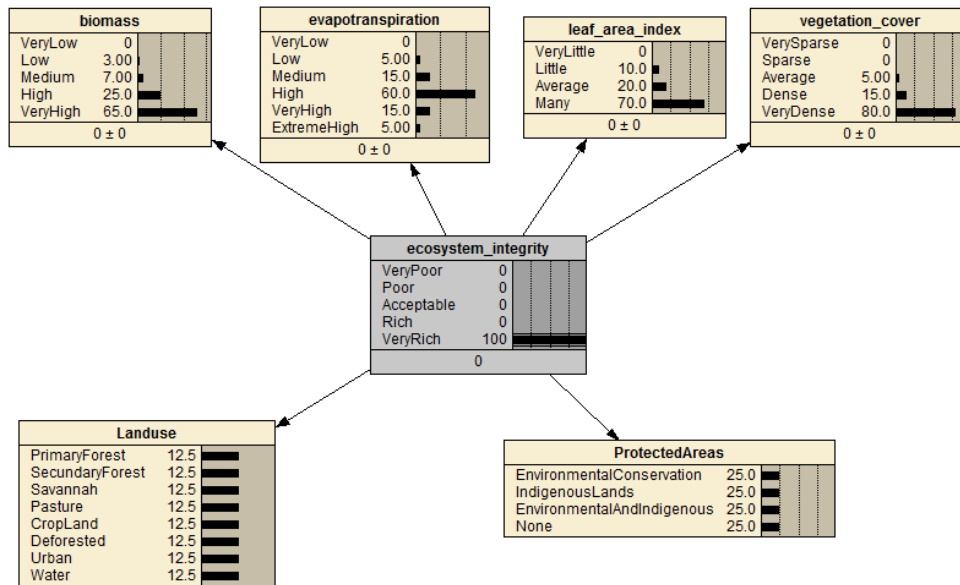 biomass
VeryLow 0
Low 3.00
Medium 7.00
High 25.0
VeryHigh 65.0
0 ± 0
evapotranspiration
VeryLow 0
Low 5.00
Medium 15.0
High 60.0
VeryHigh 15.0
ExtremeHigh 5.00
0 ± 0
leaf_area_index
VeryLittle 0
Little 10.0
Average 20.0
Many 70.0
0 ± 0
vegetation_cover
VerySparse 0
Sparse 0
Average 5.00
Dense 15.0
VeryDense 80.0
0 ± 0
ecosystem_integrity
VeryPoor 0
Poor 0
Acceptable 0
Rich 0
VeryRich 100
0
Landuse
PrimaryForest 12.5
SecundaryForest 12.5
Savannah 12.5
Pasture 12.5
CropLand 12.5
Deforested 12.5
Urban 12.5
Water 12.5
ProtectedAreas
EnvironmentalConservation 25.0
IndigenousLands 25.0
EnvironmentalAndIndigenous 25.0
None 25.0